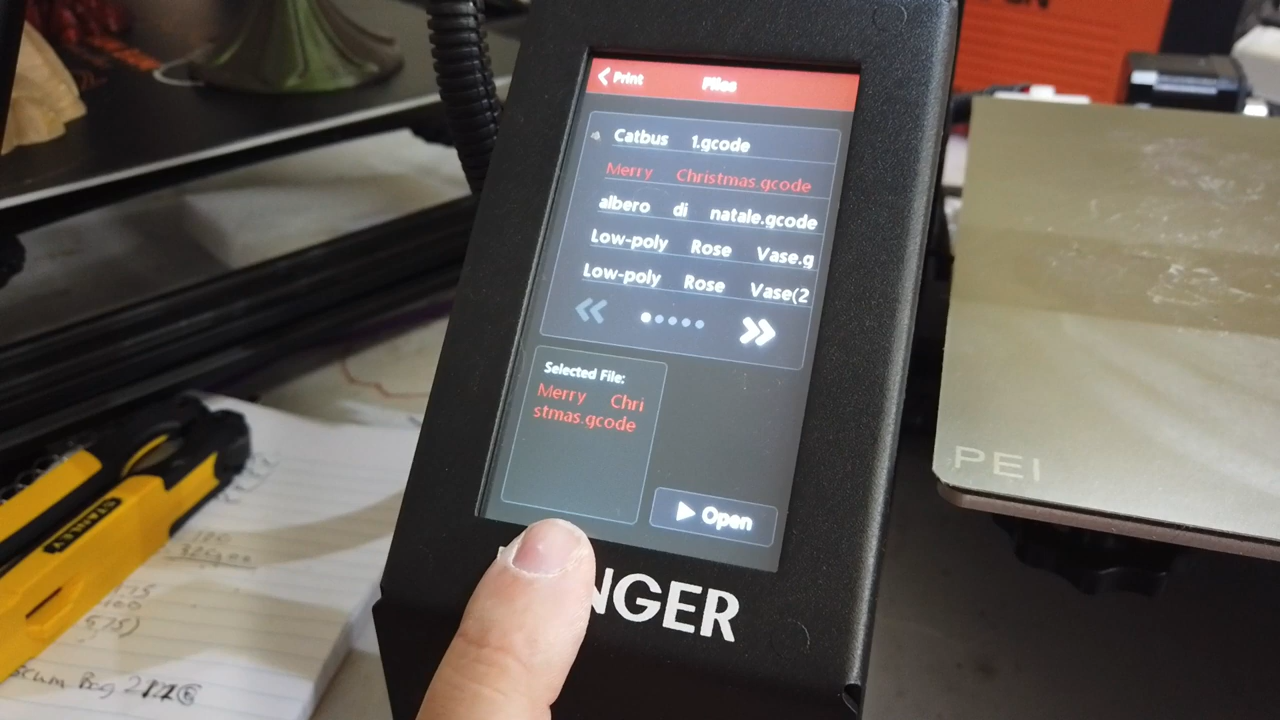 Print Files
Catbus 1.gcode
Merry Christmas.gcode
albero di natale.gcode
Low-poly Rose Vase.g
Low-poly Rose Vase(2
Selected File:
Merry Chri
stmas.gcode
Open
NGER
PEI
STANLEY